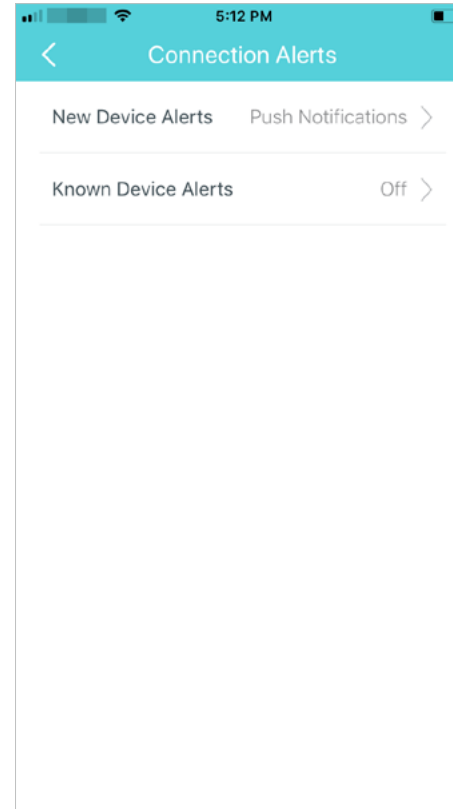 5:12 PM
Connection Alerts
New Device Alerts Push Notifications
Known Device Alerts Off